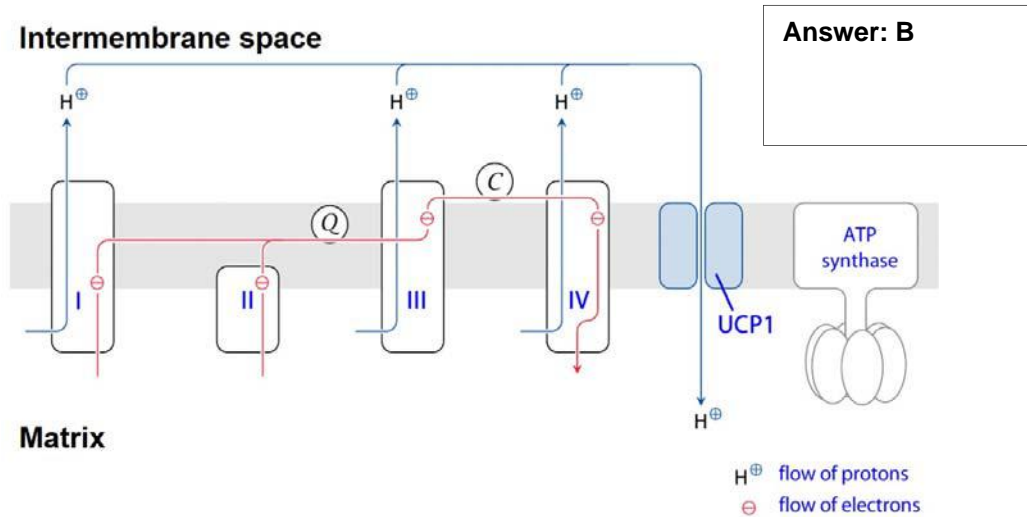 Intermembrane space
Answer: B
H⊕ H⊕ H⊕
C
Q
I II III IV
UCP1
ATP
synthase
H⊕
Matrix
H⊕ flow of protons
⊖ flow of electrons